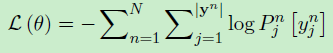 ℒ(θ) = −∑_{n=1}^{N} ∑_{j=1}^{|𝐲ⁿ|} log P_j^n [y_j^n]